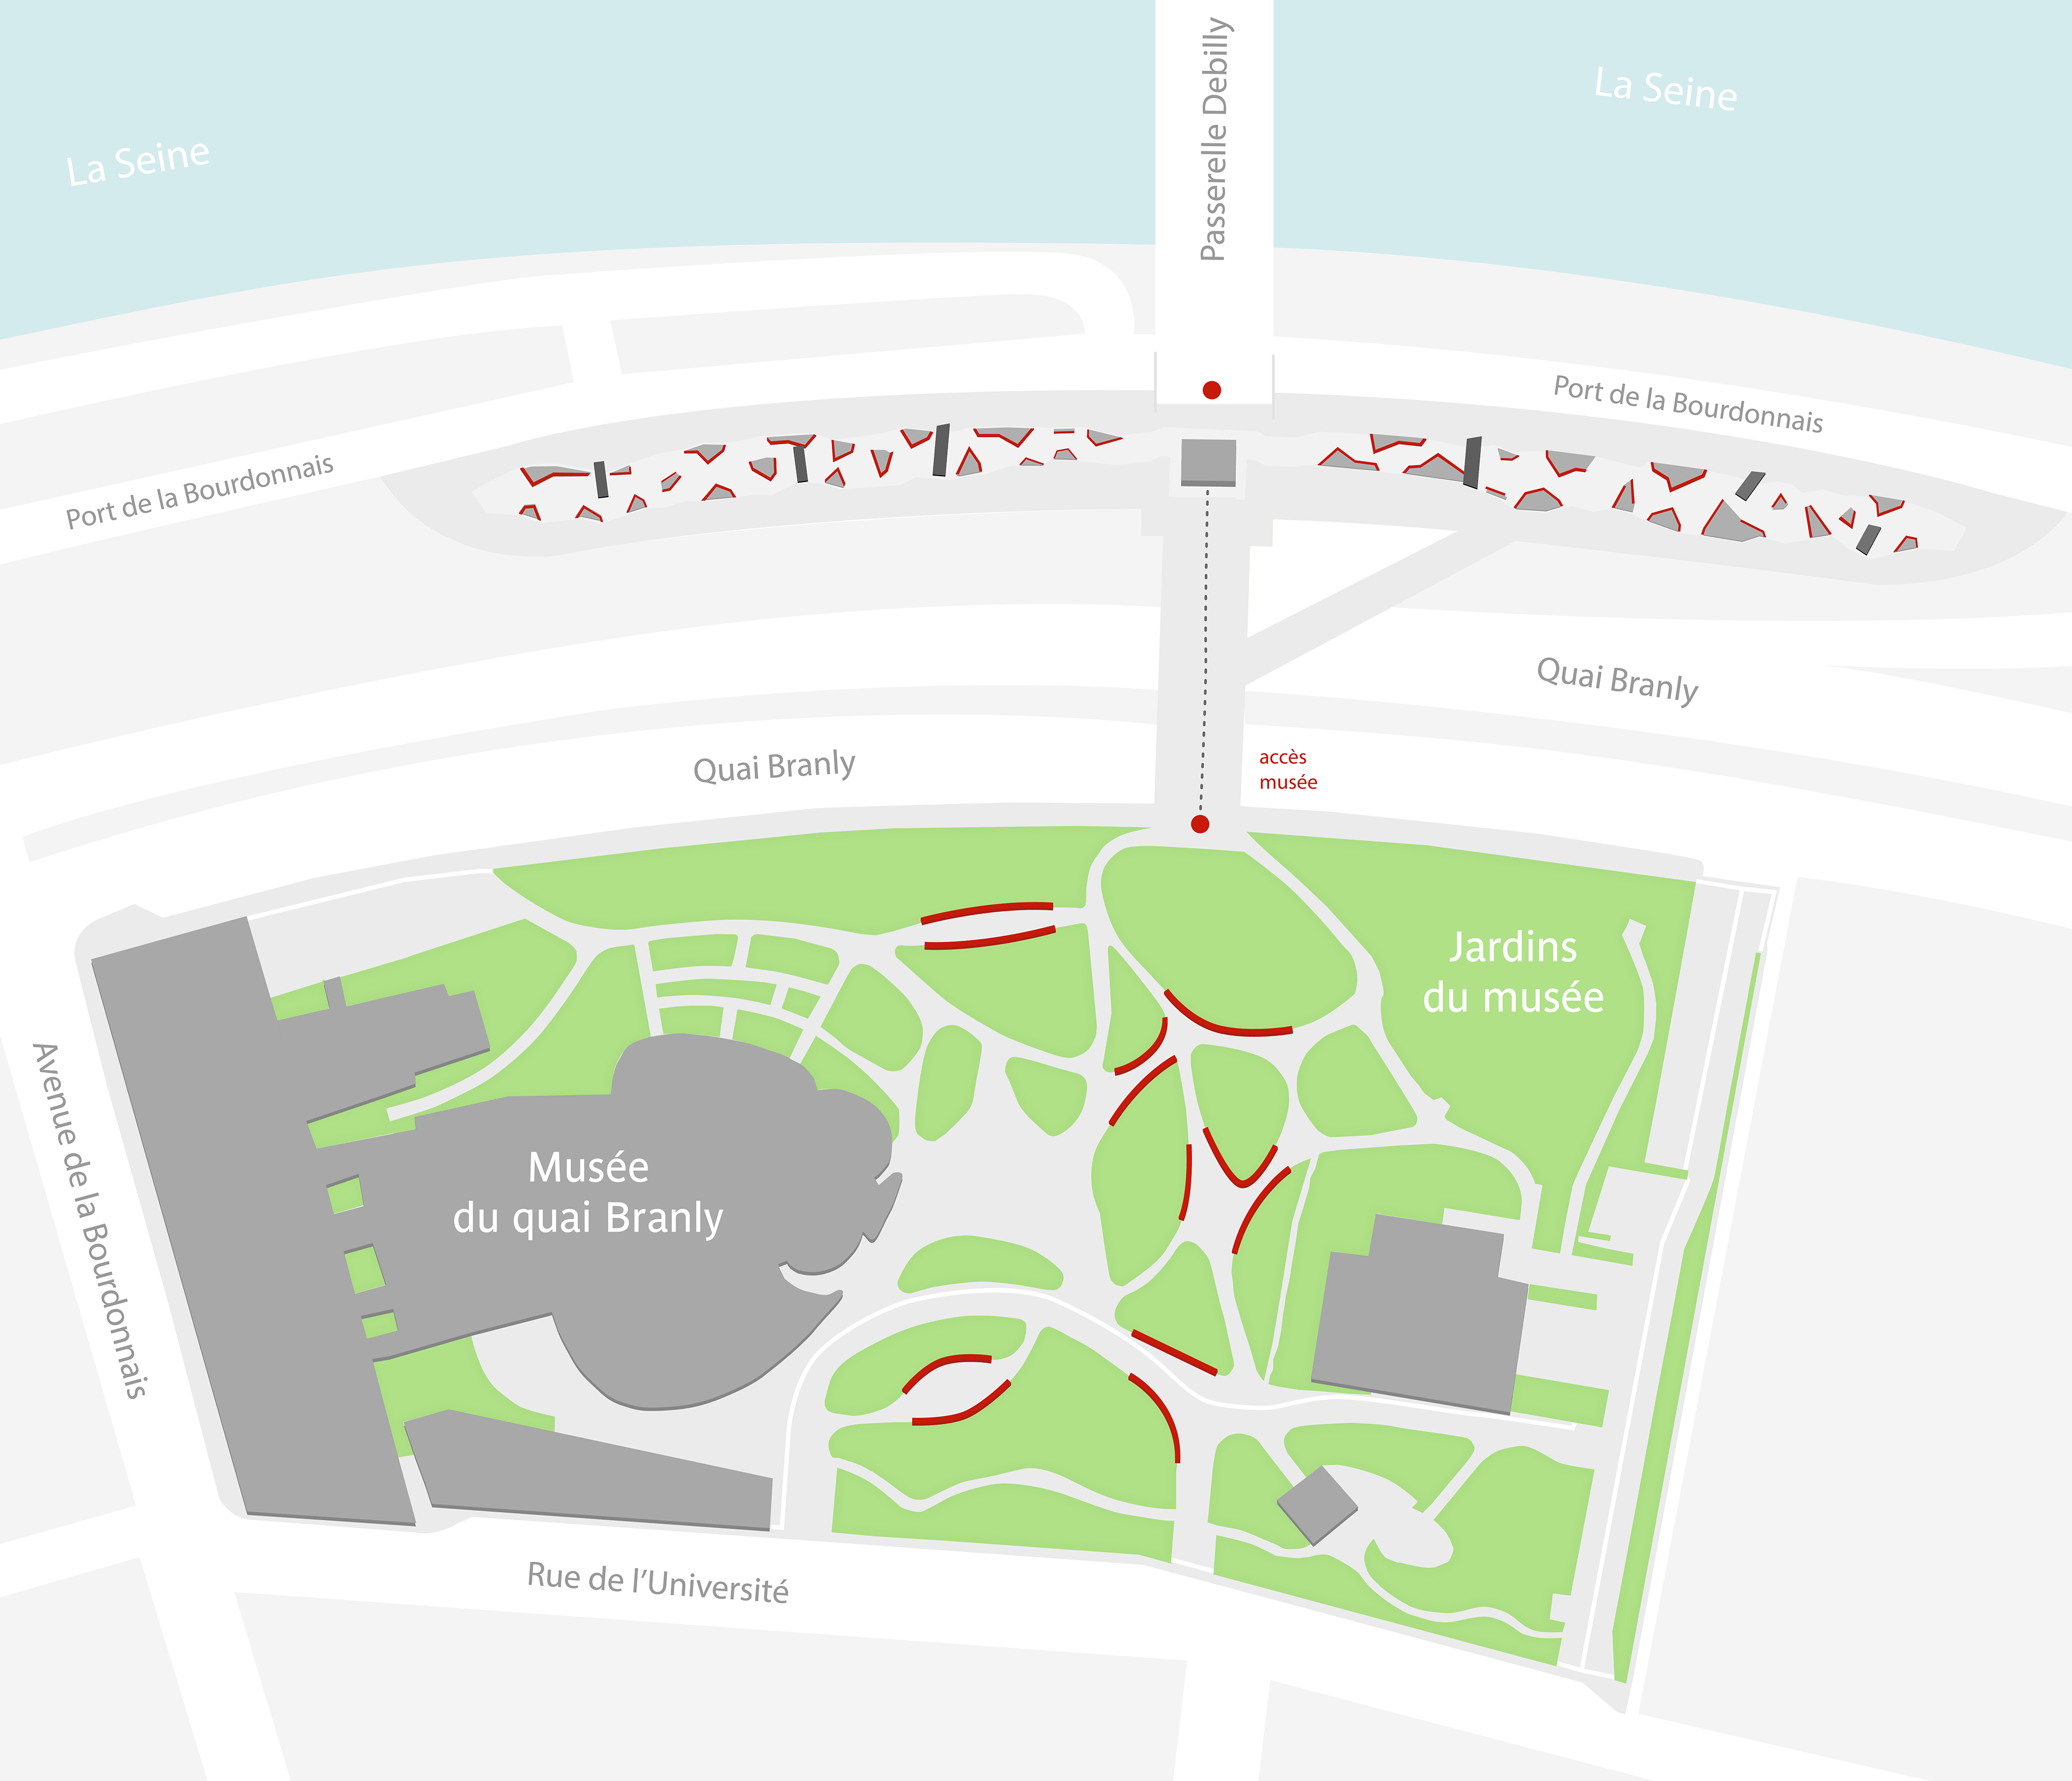 Passerelle Debilly
La Seine
La Seine
Port de la Bourdonnais
Port de la Bourdonnais
Quai Branly
Quai Branly
accès
musée
Jardins
du musée
Avenue de la Bourdonnais
Musée
du quai Branly
Rue de l’Université